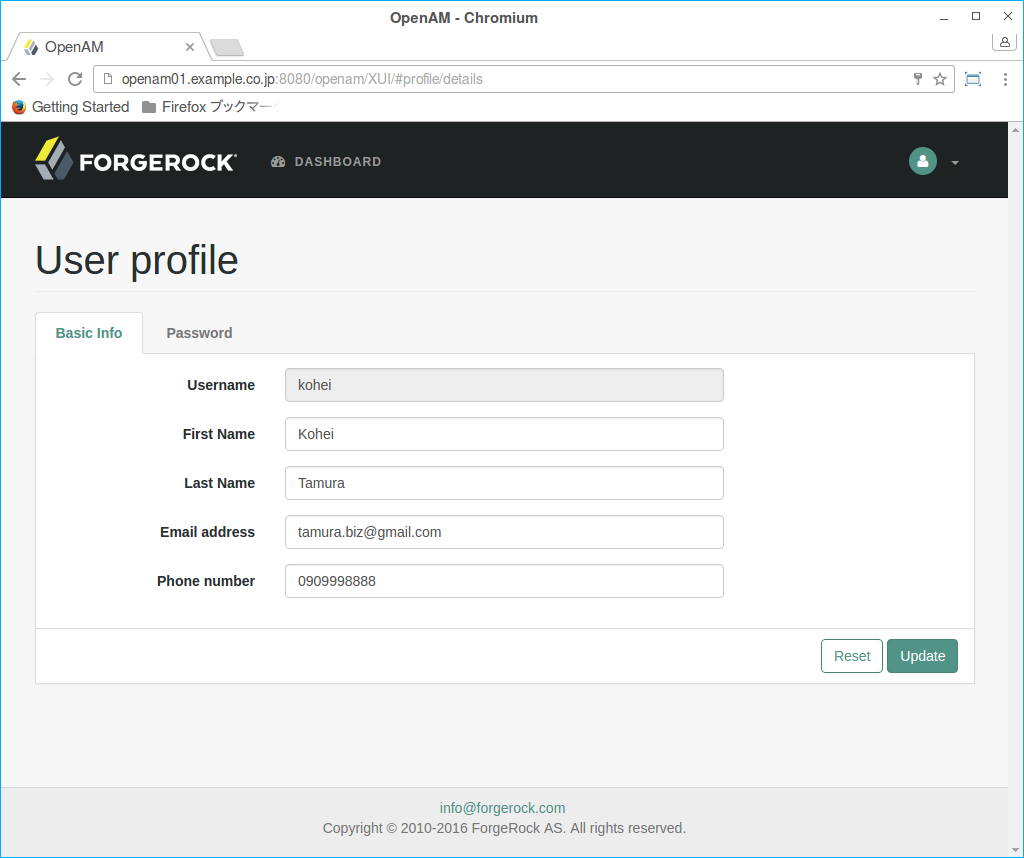 OpenAM - Chromium
OpenAM
openam01.example.co.jp:8080/openam/XUI/#profile/details
Getting Started Firefox ブックマー
FORGEROCK DASHBOARD
User profile
Basic Info Password
Username kohei
First Name Kohei
Last Name Tamura
Email address tamura.biz@gmail.com
Phone number 0909998888
Reset Update
info@forgerock.com
Copyright © 2010-2016 ForgeRock AS. All rights reserved.